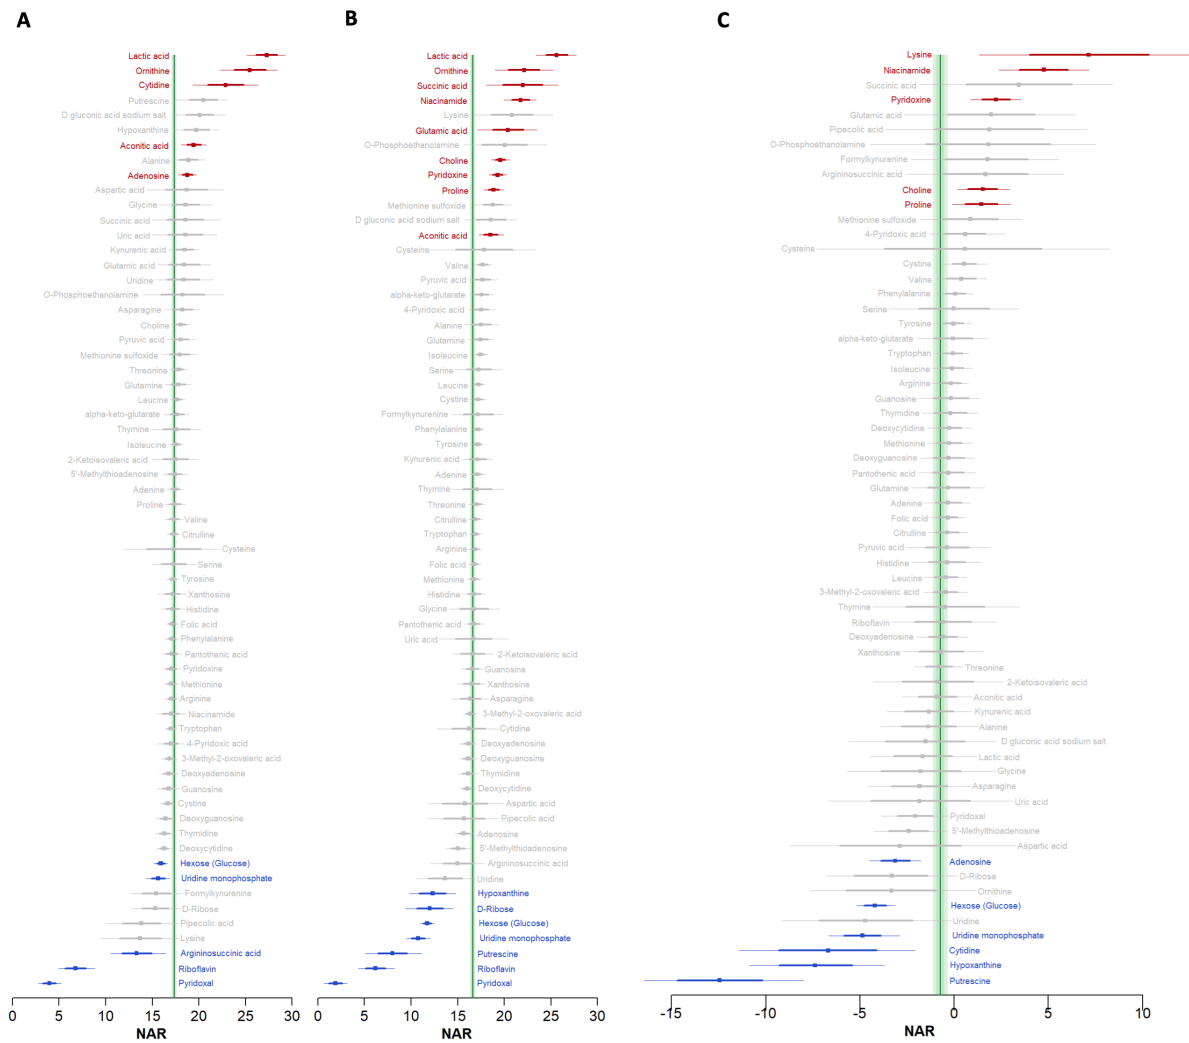 A
Lactic acid
Ornithine
Cytidine
Putrescine
D gluconic acid sodium salt
Hypoxanthine
Aconitic acid
Alanine
Adenosine
Aspartic acid
Glycine
Succinic acid
Uric acid
Kynurenic acid
Glutamic acid
Uridine
O-Phosphoethanolamine
Asparagine
Choline
Pyruvic acid
Methionine sulfoxide
Threonine
Glutamine
Leucine
alpha-keto-glutarate
Thymine
Isoleucine
2-Ketoisovaleric acid
5'-Methylthioadenosine
Adenine
Proline
Valine
Citrulline
Cysteine
Serine
Tyrosine
Xanthosine
Histidine
Folic acid
Phenylalanine
Pantothenic acid
Pyridoxine
Methionine
Arginine
Niacinamide
Tryptophan
4-Pyridoxic acid
3-Methyl-2-oxovaleric acid
Deoxyadenosine
Guanosine
Cystine
Deoxyguanosine
Thymidine
Deoxycytidine
Hexose (Glucose)
Uridine monophosphate
Formylkynurenine
D-Ribose
Pipecolic acid
Lysine
Argininosuccinic acid
Riboflavin
Pyridoxal
0 5 10 15 20 25 30
NAR
B
Lactic acid
Ornithine
Succinic acid
Niacinamide
Lysine
Glutamic acid
O-Phosphoethanolamine
Choline
Pyridoxine
Proline
Methionine sulfoxide
D gluconic acid sodium salt
Aconitic acid
Cysteine
Valine
Pyruvic acid
alpha-keto-glutarate
4-Pyridoxic acid
Alanine
Glutamine
Isoleucine
Serine
Leucine
Cystine
Formylkynurenine
Phenylalanine
Tyrosine
Kynurenic acid
Adenine
Thymine
Threonine
Citrulline
Tryptophan
Arginine
Folic acid
Methionine
Histidine
Glycine
Pantothenic acid
Uric acid
2-Ketoisovaleric acid
Guanosine
Xanthosine
Asparagine
3-Methyl-2-oxovaleric acid
Cytidine
Deoxyadenosine
Deoxyguanosine
Thymidine
Deoxycytidine
Aspartic acid
Pipecolic acid
Adenosine
5'-Methylthioadenosine
Argininosuccinic acid
Uridine
Hypoxanthine
D-Ribose
Hexose (Glucose)
Uridine monophosphate
Putrescine
Riboflavin
Pyridoxal
0 5 10 15 20 25 30
NAR
C
Lysine
Niacinamide
Succinic acid
Pyridoxine
Glutamic acid
Pipecolic acid
O-Phosphoethanolamine
Formylkynurenine
Argininosuccinic acid
Choline
Proline
Methionine sulfoxide
4-Pyridoxic acid
Cysteine
Cystine
Valine
Phenylalanine
Serine
Tyrosine
alpha-keto-glutarate
Tryptophan
Isoleucine
Arginine
Guanosine
Thymidine
Deoxycytidine
Methionine
Deoxyguanosine
Pantothenic acid
Glutamine
Adenine
Folic acid
Citrulline
Pyruvic acid
Histidine
Leucine
3-Methyl-2-oxovaleric acid
Thymine
Riboflavin
Deoxyadenosine
Xanthosine
Threonine
2-Ketoisovaleric acid
Aconitic acid
Kynurenic acid
Alanine
D gluconic acid sodium salt
Lactic acid
Glycine
Asparagine
Uric acid
Pyridoxal
5'-Methylthioadenosine
Aspartic acid
Adenosine
D-Ribose
Ornithine
Hexose (Glucose)
Uridine
Uridine monophosphate
Cytidine
Hypoxanthine
Putrescine
-15 -10 -5 0 5 10
NAR